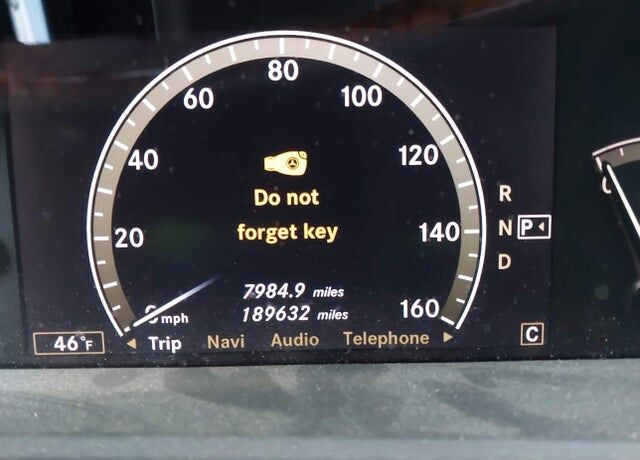 80
60
100
40
120
Do not
forget key
20
140
R
N
P
D
7984.9 miles
189632 miles
0 mph
160
46°F
Trip Navi Audio Telephone
C